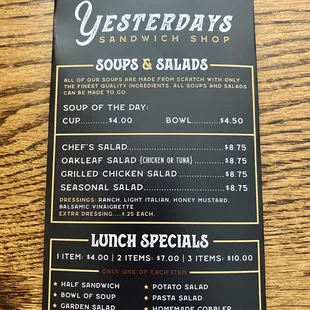 YESTERDAYS
SANDWICH SHOP
SOUPS & SALADS
ALL OF OUR SOUPS ARE MADE FROM SCRATCH WITH ONLY
THE FINEST QUALITY INGREDIENTS. ALL SOUPS AND SALADS
CAN BE MADE TO GO.
SOUP OF THE DAY:
CUP...........$4.00 BOWL...........$4.50
CHEF'S SALAD....................$8.75
OAKLEAF SALAD {CHICKEN OR TUNA}........$8.75
GRILLED CHICKEN SALAD...........$8.75
SEASONAL SALAD..................$8.75
DRESSINGS: RANCH, LIGHT ITALIAN, HONEY MUSTARD,
BALSAMIC VINAIGRETTE
EXTRA DRESSING....$.25 EACH.
LUNCH SPECIALS
1 ITEM: $4.00 | 2 ITEMS: $7.00 | 3 ITEMS: $10.00
ONLY ONE OF EACH ITEM
★ HALF SANDWICH ★ POTATO SALAD
★ BOWL OF SOUP ★ PASTA SALAD
★ GARDEN SALAD ★ HOMEMADE COBBLER